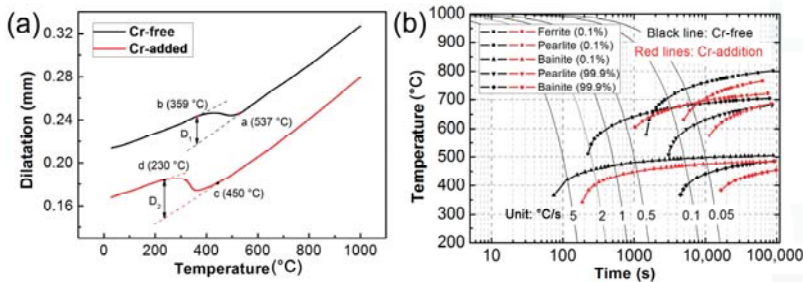 (a)
Cr-free
Cr-added
0.32
0.28
0.24
0.20
0.16
Dilatation (mm)
b (359 °C)
a (537 °C)
D1
d (230 °C)
c (450 °C)
D2
0 200 400 600 800 1000
Temperature (°C)
(b)
1000
900
800
700
600
500
400
300
200
Temperature (°C)
Ferrite (0.1%)
Pearlite (0.1%)
Bainite (0.1%)
Pearlite (99.9%)
Bainite (99.9%)
Black line: Cr-free
Red lines: Cr-addition
Unit: °C/s 5 2 1 0.5 0.1 0.05
5 10 100 1000 10,000 100,000
Time (s)